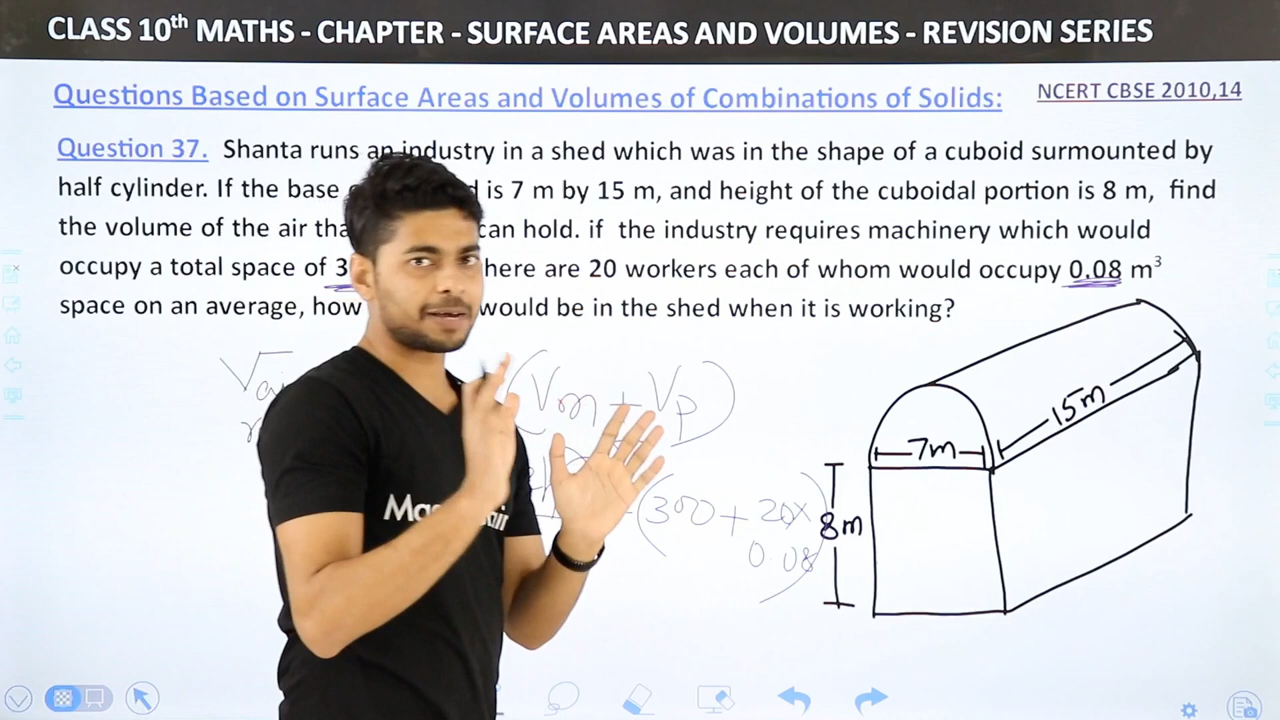 CLASS 10th MATHS - CHAPTER - SURFACE AREAS AND VOLUMES - REVISION SERIES
Questions Based on Surface Areas and Volumes of Combinations of Solids:
NCERT CBSE 2010,14
Question 37. Shanta runs an industry in a shed which was in the shape of a cuboid surmounted by
half cylinder. If the base is 7 m by 15 m, and height of the cuboidal portion is 8 m, find
the volume of the air can hold. if the industry requires machinery which would
occupy a total space of 3 here are 20 workers each of whom would occupy 0.08 m³
space on an average, how would be in the shed when it is working?
(Vm + Vp)
(300 + 20×
0.08)
15m
7m
8m